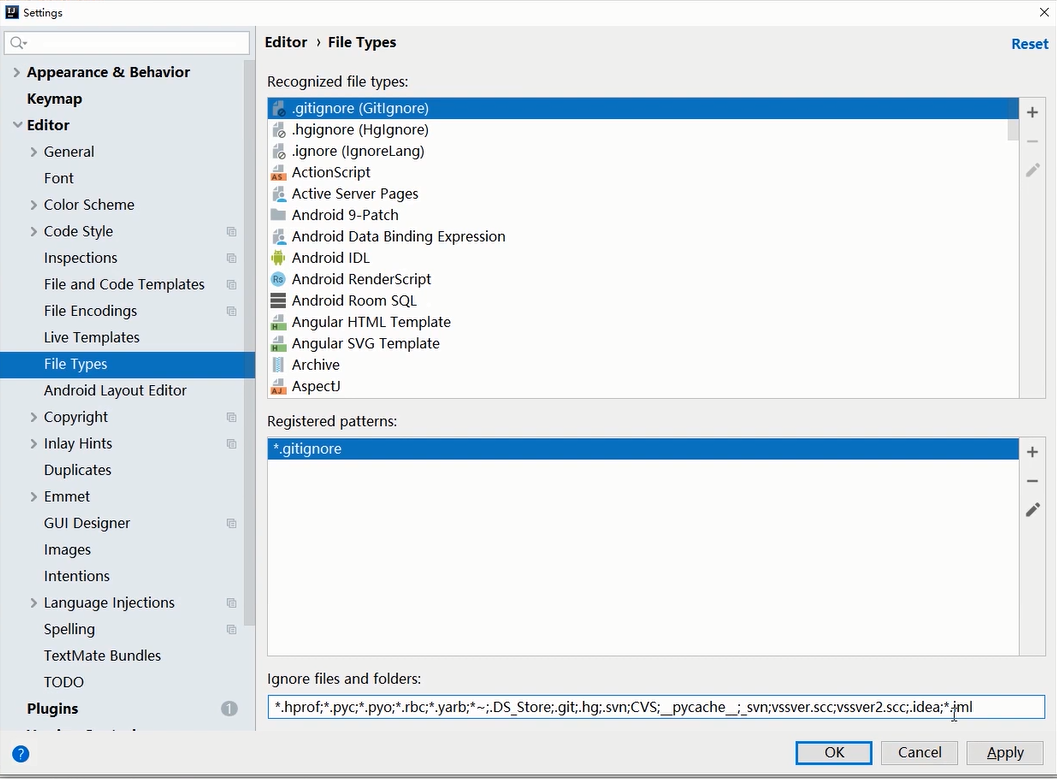 Settings
Appearance & Behavior
Keymap
Editor
General
Font
Color Scheme
Code Style
Inspections
File and Code Templates
File Encodings
Live Templates
File Types
Android Layout Editor
Copyright
Inlay Hints
Duplicates
Emmet
GUI Designer
Images
Intentions
Language Injections
Spelling
TextMate Bundles
TODO
Plugins 1
Editor › File Types
Reset
Recognized file types:
.gitignore (GitIgnore)
.hgignore (HgIgnore)
.ignore (IgnoreLang)
ActionScript
Active Server Pages
Android 9-Patch
Android Data Binding Expression
Android IDL
Android RenderScript
Android Room SQL
Angular HTML Template
Angular SVG Template
Archive
AspectJ
Registered patterns:
*.gitignore
Ignore files and folders:
*.hprof;*.pyc;*.pyo;*.rbc;*.yarb;*~;.DS_Store;.git;.hg;.svn;CVS;__pycache__;_svn;vssver.scc;vssver2.scc;.idea;*.iml
?
OK
Cancel
Apply